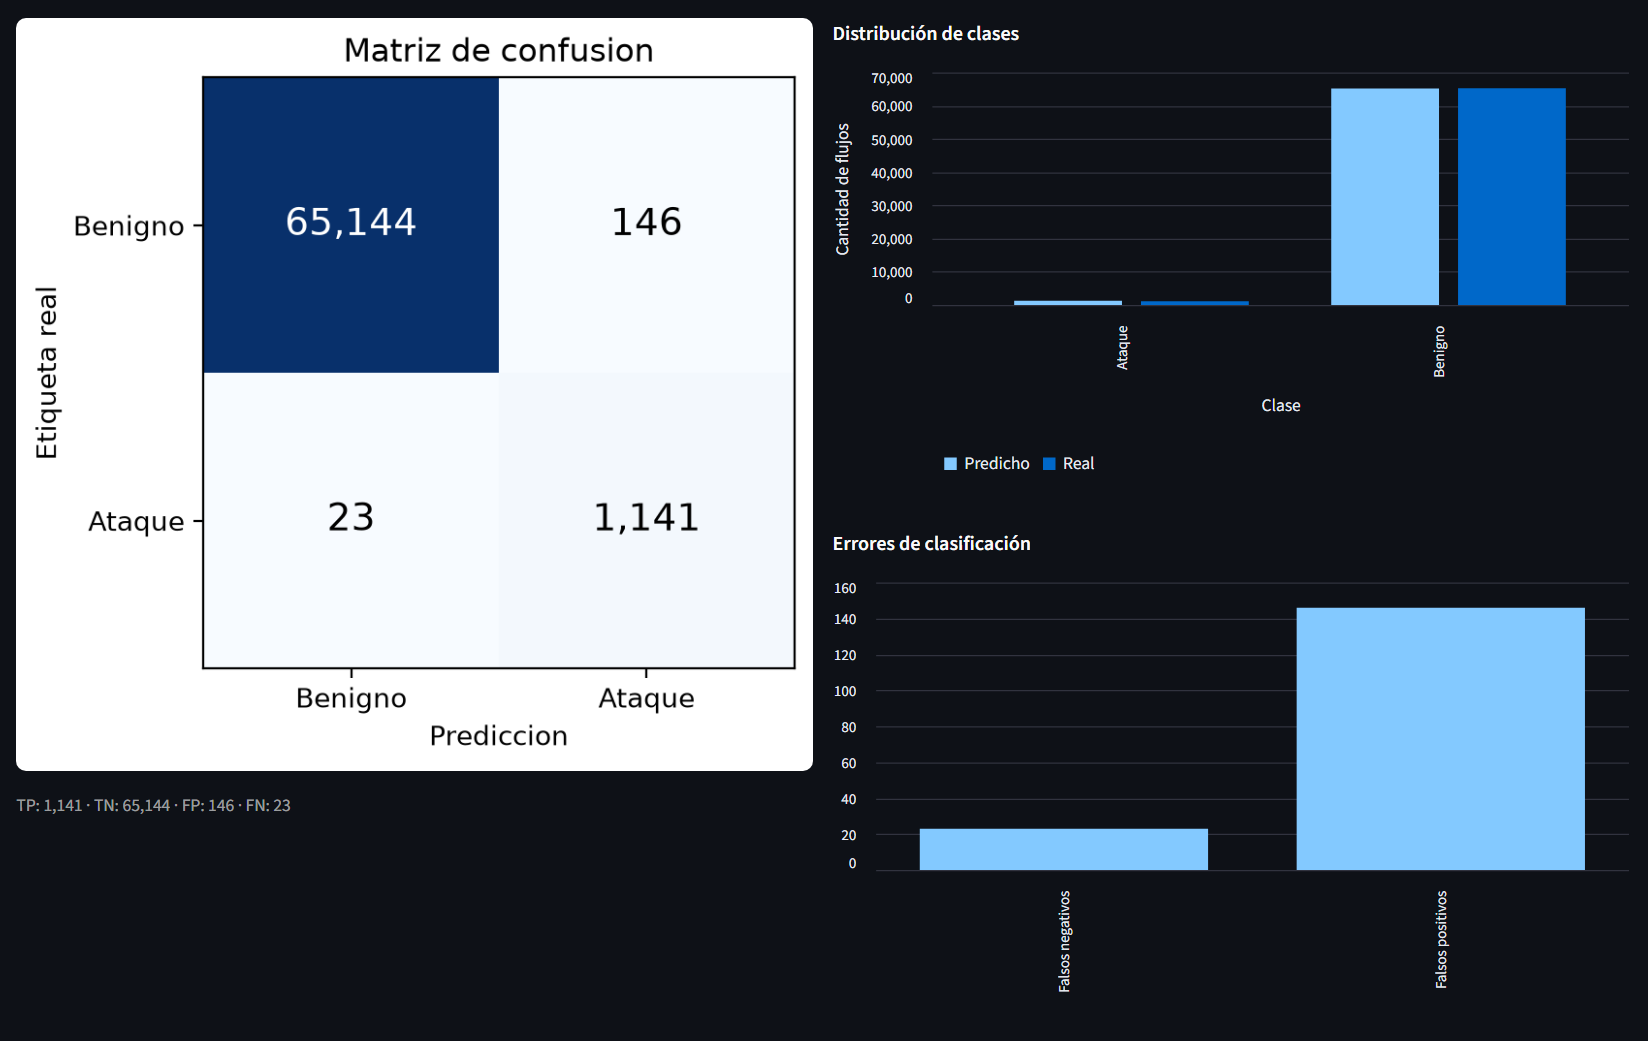 Matriz de confusion
Etiqueta real
Benigno
65,144
146
Ataque
23
1,141
Benigno
Ataque
Prediccion
TP: 1,141 · TN: 65,144 · FP: 146 · FN: 23
Distribución de clases
Cantidad de flujos
70,000
60,000
50,000
40,000
30,000
20,000
10,000
0
Ataque
Benigno
Clase
Predicho
Real
Errores de clasificación
160
140
120
100
80
60
40
20
0
Falsos negativos
Falsos positivos